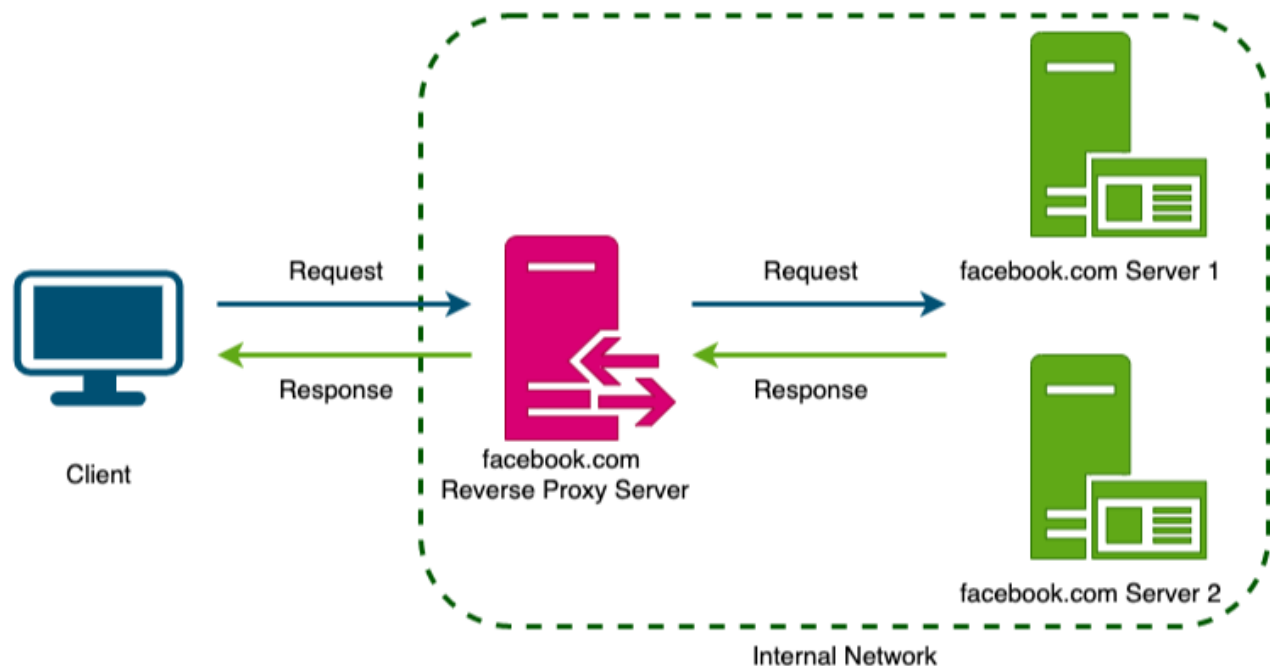 facebook.com Server 1
Request
Request
Response
Response
Client
facebook.com
Reverse Proxy Server
facebook.com Server 2
Internal Network